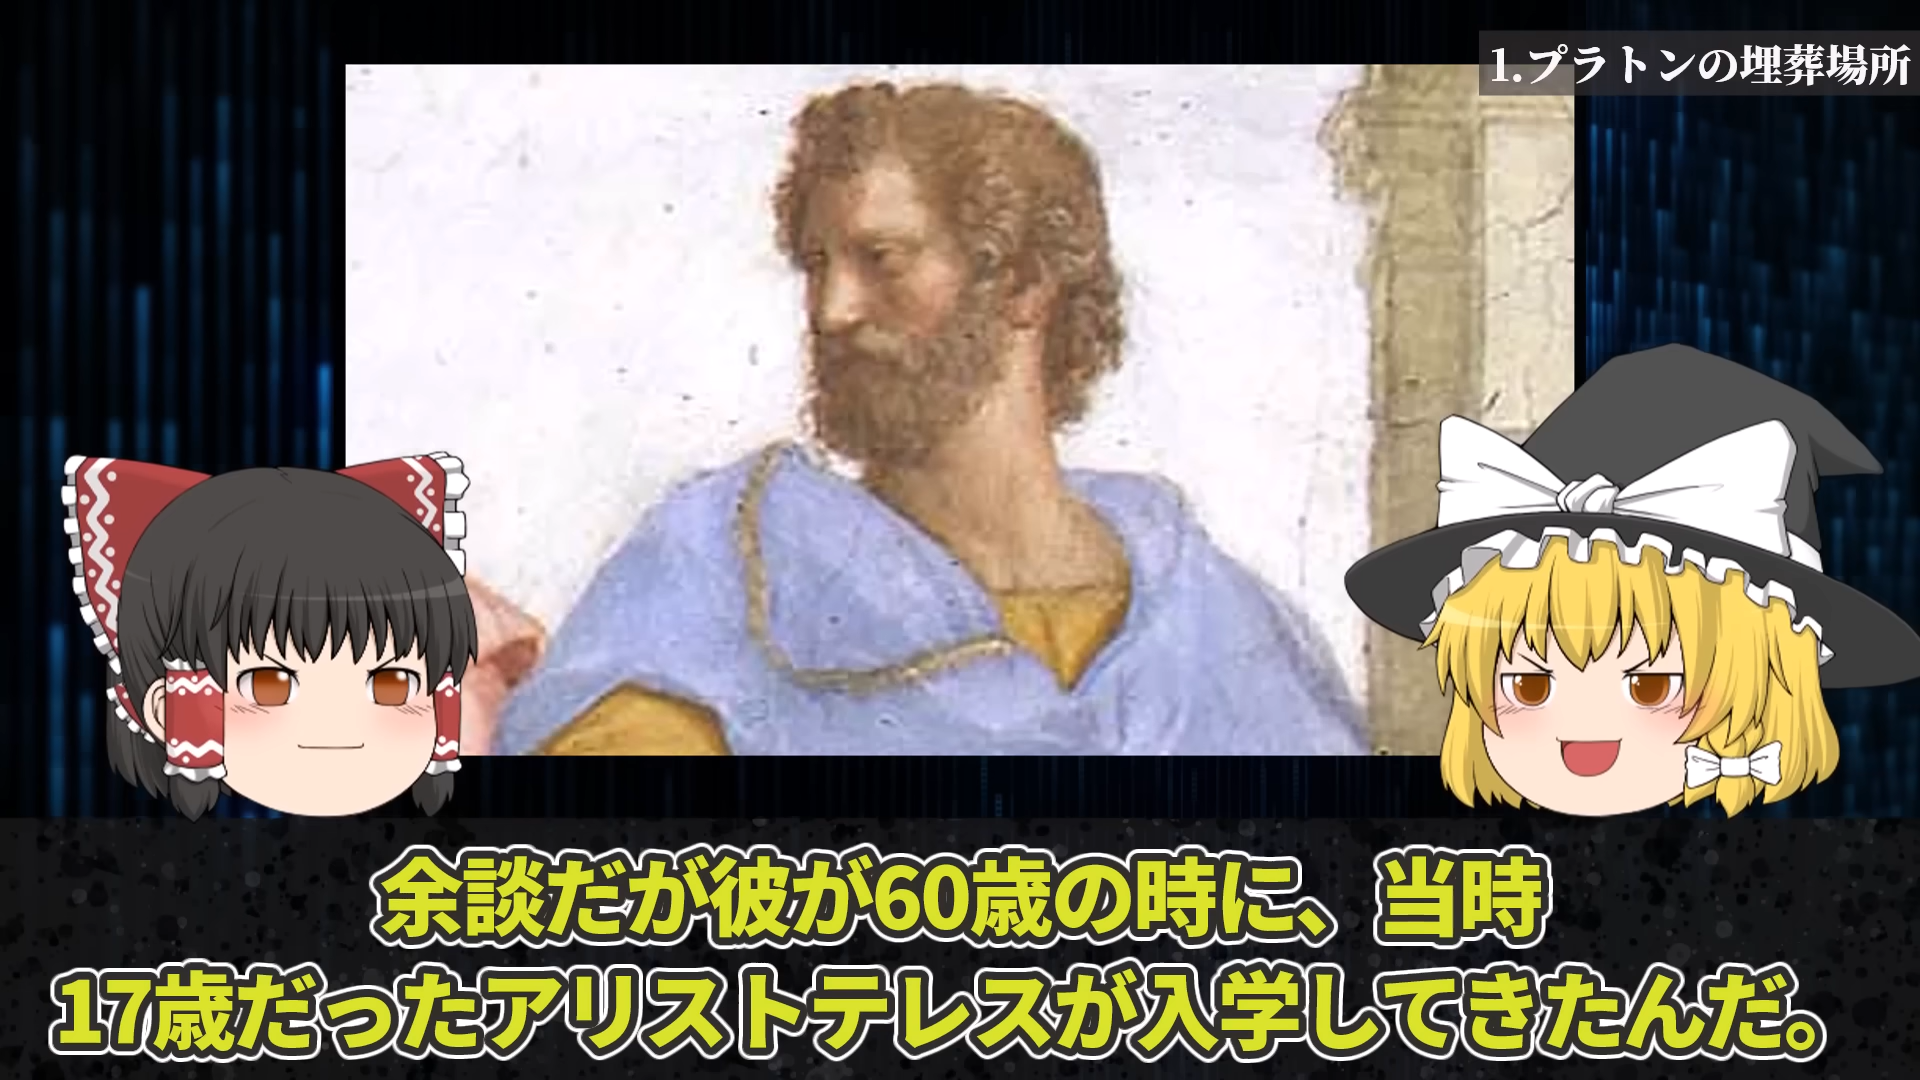 1.プラトンの埋葬場所
余談だが彼が60歳の時に、当時
17歳だったアリストテレスが入学してきたんだ。